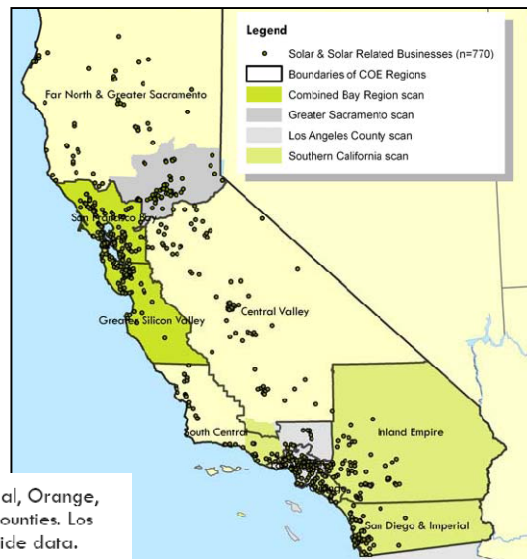 Legend
Solar & Solar Related Businesses (n=770)
Boundaries of COE Regions
Combined Bay Region scan
Greater Sacramento scan
Los Angeles County scan
Southern California scan
Far North & Greater Sacramento
San Francisco Bay
Greater Silicon Valley
Central Valley
South Central
Inland Empire
San Diego & Imperial
al, Orange,
ounties. Los
ide data.